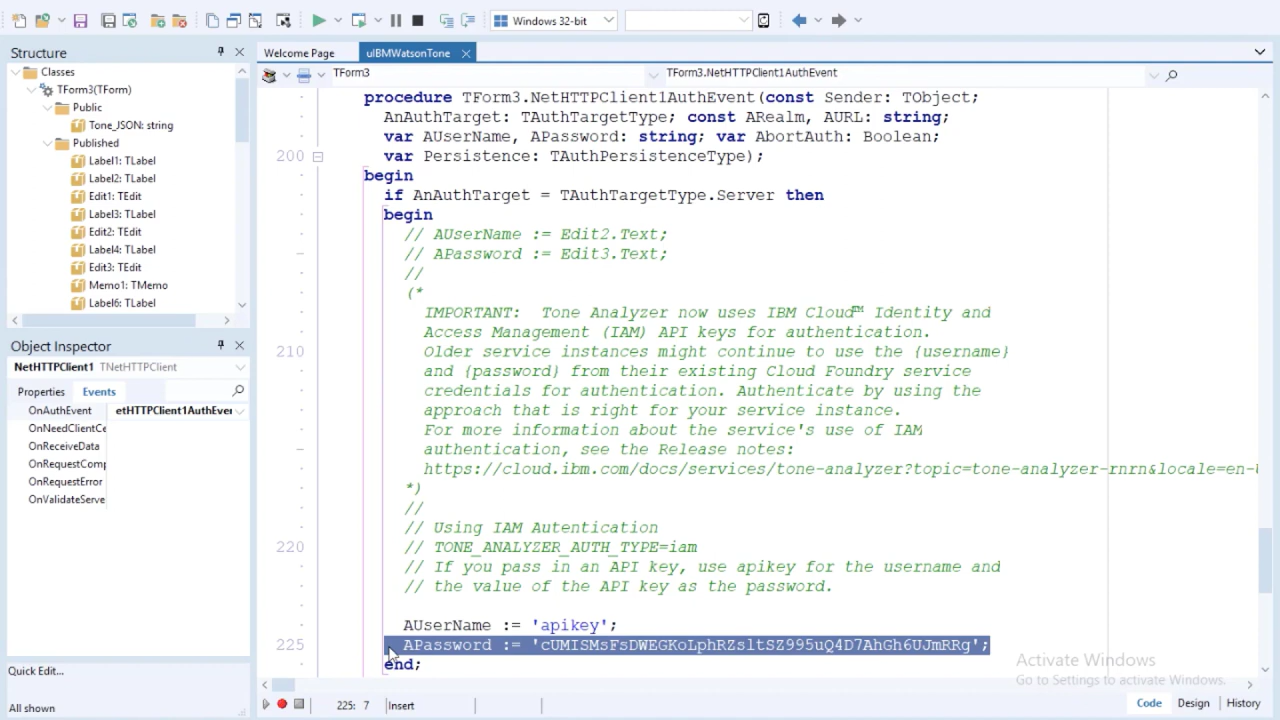 Windows 32-bit
Structure
Welcome Page
uIBMWatsonTone
TForm3
TForm3.NetHTTPClient1AuthEvent
Classes
TForm3(TForm)
Public
Tone_JSON: string
Published
Label1: TLabel
Label2: TLabel
Edit1: TEdit
Label3: TLabel
Edit2: TEdit
Label4: TLabel
Edit3: TEdit
Memo1: TMemo
Label6: TLabel
Object Inspector
NetHTTPClient1 TNetHTTPClient
Properties
Events
OnAuthEvent
etHTTPClient1AuthEver
OnNeedClientCe
OnReceiveData
OnRequestComp
OnRequestError
OnValidateServe
Quick Edit...
All shown
procedure TForm3.NetHTTPClient1AuthEvent(const Sender: TObject;
AnAuthTarget: TAuthTargetType; const ARealm, AURL: string;
var AUserName, APassword: string; var AbortAuth: Boolean;
200 var Persistence: TAuthPersistenceType);
begin
if AnAuthTarget = TAuthTargetType.Server then
begin
// AUserName := Edit2.Text;
// APassword := Edit3.Text;
//
(*
IMPORTANT: Tone Analyzer now uses IBM Cloud™ Identity and
Access Management (IAM) API keys for authentication.
210 Older service instances might continue to use the {username}
and {password} from their existing Cloud Foundry service
credentials for authentication. Authenticate by using the
approach that is right for your service instance.
For more information about the service's use of IAM
authentication, see the Release notes:
https://cloud.ibm.com/docs/services/tone-analyzer?topic=tone-analyzer-rnrn&locale=en-U
*)
//
// Using IAM Autentication
220 // TONE_ANALYZER_AUTH_TYPE=iam
// If you pass in an API key, use apikey for the username and
// the value of the API key as the password.
AUserName := 'apikey';
225 APassword := 'cUMISMsFsDWEGKoLphRZsltSZ995uQ4D7AhGh6UJmRRg';
end;
Activate Windows
Go to Settings to activate Windows.
225: 7
Insert
Code
Design
History